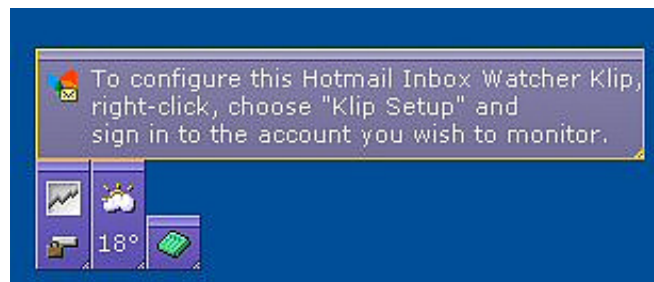 To configure this Hotmail Inbox Watcher Klip,
right-click, choose "Klip Setup" and
sign in to the account you wish to monitor.
18°